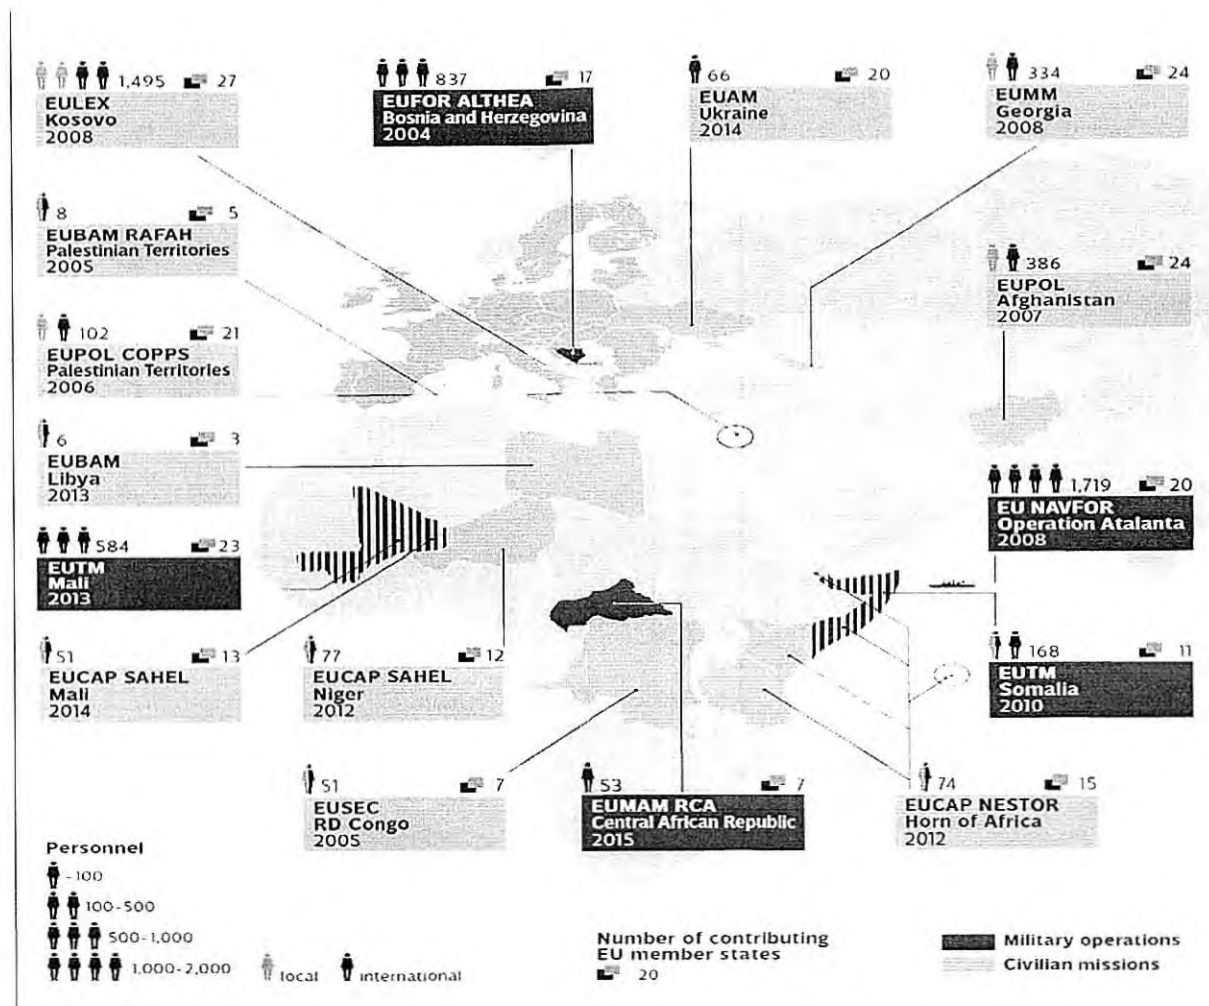 1,495 27
EULEX
Kosovo
2008
837 17
EUFOR ALTHEA
Bosnia and Herzegovina
2004
66 20
EUAM
Ukraine
2014
334 24
EUMM
Georgia
2008
8 5
EUBAM RAFAH
Palestinian Territories
2005
386 24
EUPOL
Afghanistan
2007
102 21
EUPOL COPPS
Palestinian Territories
2006
6 3
EUBAM
Libya
2013
1,719 20
EU NAVFOR
Operation Atalanta
2008
584 23
EUTM
Mali
2013
51 13
EUCAP SAHEL
Mali
2014
77 12
EUCAP SAHEL
Niger
2012
168 11
EUTM
Somalia
2010
51 7
EUSEC
RD Congo
2005
53 7
EUMAM RCA
Central African Republic
2015
74 15
EUCAP NESTOR
Horn of Africa
2012
Personnel
-100
100-500
500-1,000
1,000-2,000
local
international
Number of contributing
EU member states
20
Military operations
Civilian missions